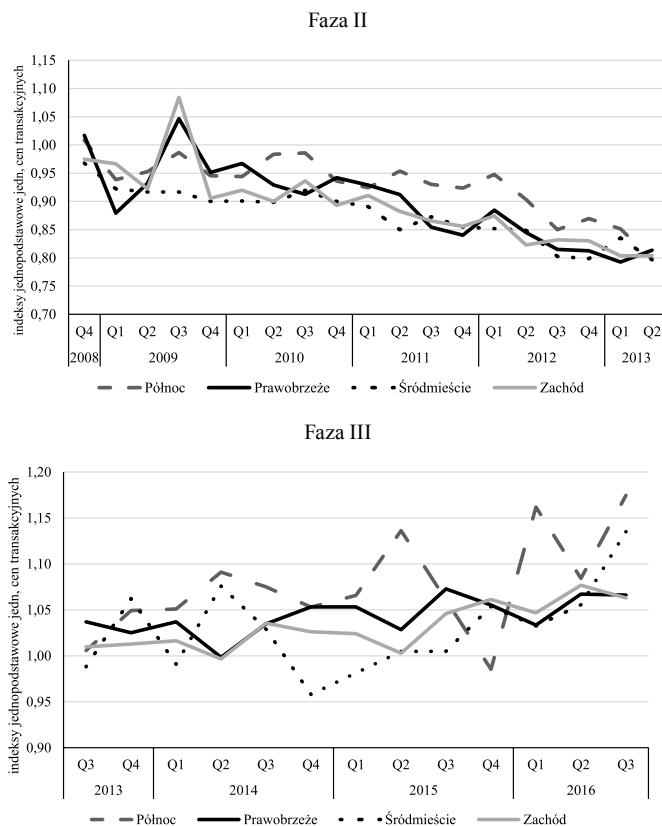 Faza II
indeksy jednopodstawowe jedn, cen transakcyjnych
1,15
1,10
1,05
1,00
0,95
0,90
0,85
0,80
0,75
0,70
Q4 Q1 Q2 Q3 Q4 Q1 Q2 Q3 Q4 Q1 Q2 Q3 Q4 Q1 Q2 Q3 Q4 Q1 Q2
2008 2009 2010 2011 2012 2013
Północ Prawobrzeże Śródmieście Zachód
Faza III
indeksy jednopodstawowe jedn, cen transakcyjnych
1,20
1,15
1,10
1,05
1,00
0,95
0,90
Q3 Q4 Q1 Q2 Q3 Q4 Q1 Q2 Q3 Q4 Q1 Q2 Q3
2013 2014 2015 2016
Północ Prawobrzeże Śródmieście Zachód